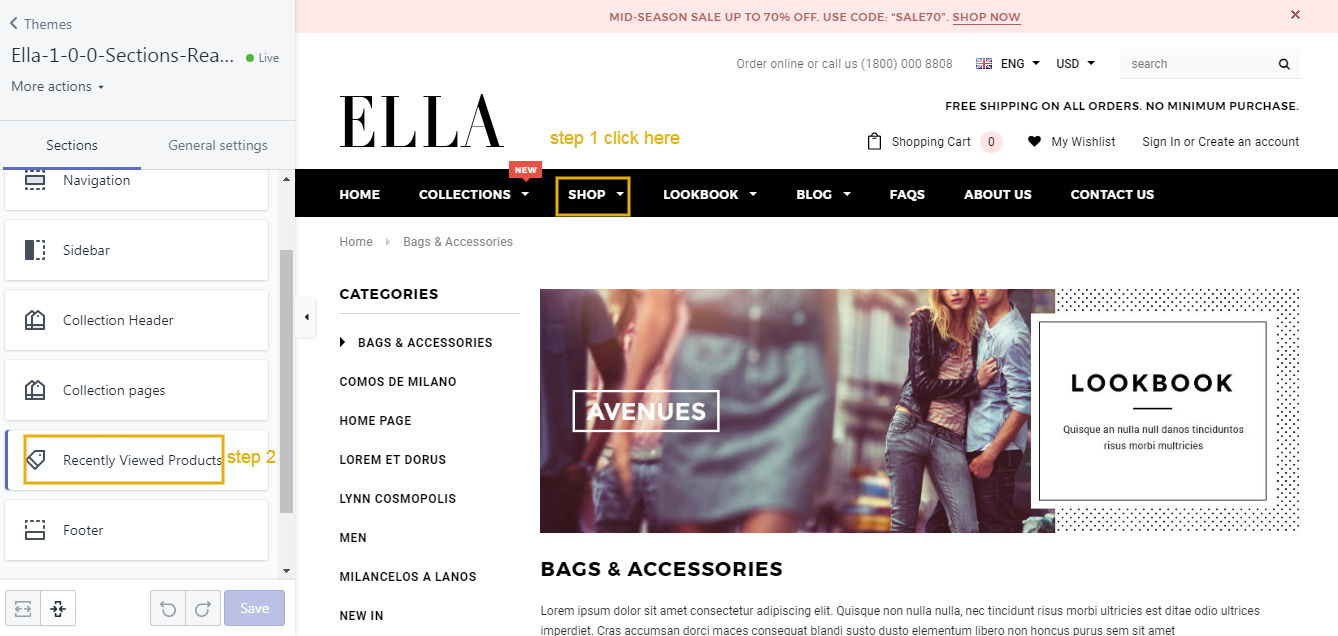 Themes
Ella-1-0-0-Sections-Rea...
Live
More actions
Sections
General settings
Navigation
Sidebar
Collection Header
Collection pages
Recently Viewed Products
step 2
Footer
Save
MID-SEASON SALE UP TO 70% OFF. USE CODE: “SALE70”. SHOP NOW
Order online or call us (1800) 000 8808
ENG
USD
search
ELLA
FREE SHIPPING ON ALL ORDERS. NO MINIMUM PURCHASE.
step 1 click here
Shopping Cart 0
My Wishlist
Sign In or Create an account
NEW
HOME
COLLECTIONS
SHOP
LOOKBOOK
BLOG
FAQS
ABOUT US
CONTACT US
Home
Bags & Accessories
CATEGORIES
BAGS & ACCESSORIES
COMOS DE MILANO
HOME PAGE
LOREM ET DORUS
LYNN COSMOPOLIS
MEN
MILANCELOS A LANOS
NEW IN
AVENUES
LOOKBOOK
Quisque an nulla null danos tinciduntos
risus morbi multricies
BAGS & ACCESSORIES
Lorem ipsum dolor sit amet consectetur adipiscing elit. Quisque non nulla nulla, nec tincidunt risus morbi ultricies est ditae odio ultrices
imperdiet. Cras accumsan dorci maces consequat blandi susto dusto elementum libero non honcus purus sem sit amet